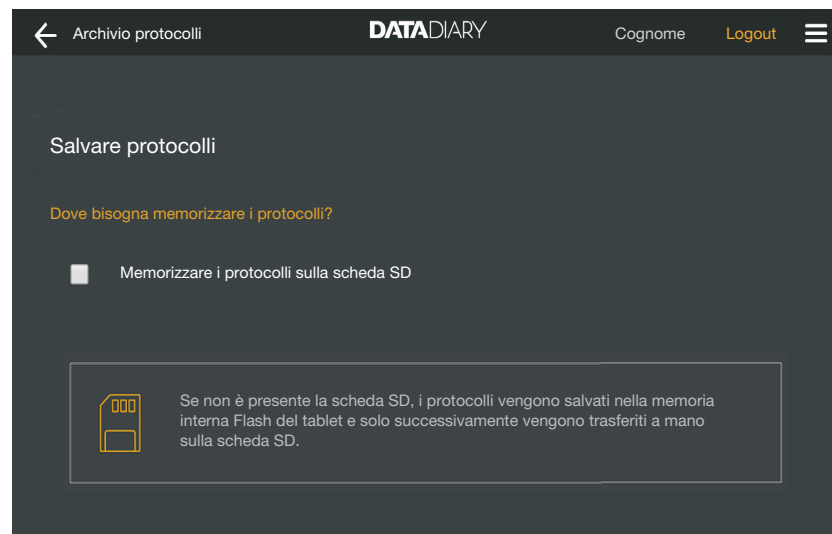 Archivio protocolli DATADIARY Cognome Logout
Salvare protocolli
Dove bisogna memorizzare i protocolli?
Memorizzare i protocolli sulla scheda SD
Se non è presente la scheda SD, i protocolli vengono salvati nella memoria
interna Flash del tablet e solo successivamente vengono trasferiti a mano
sulla scheda SD.